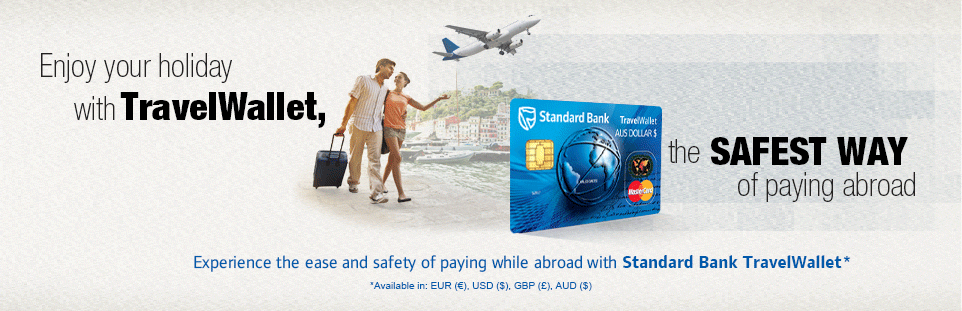 Enjoy your holiday
with TravelWallet,
Standard Bank
TravelWallet
AUS DOLLAR $
MasterCard
the SAFEST WAY
of paying abroad
Experience the ease and safety of paying while abroad with Standard Bank TravelWallet*
*Available in: EUR (€), USD ($), GBP (£), AUD ($)